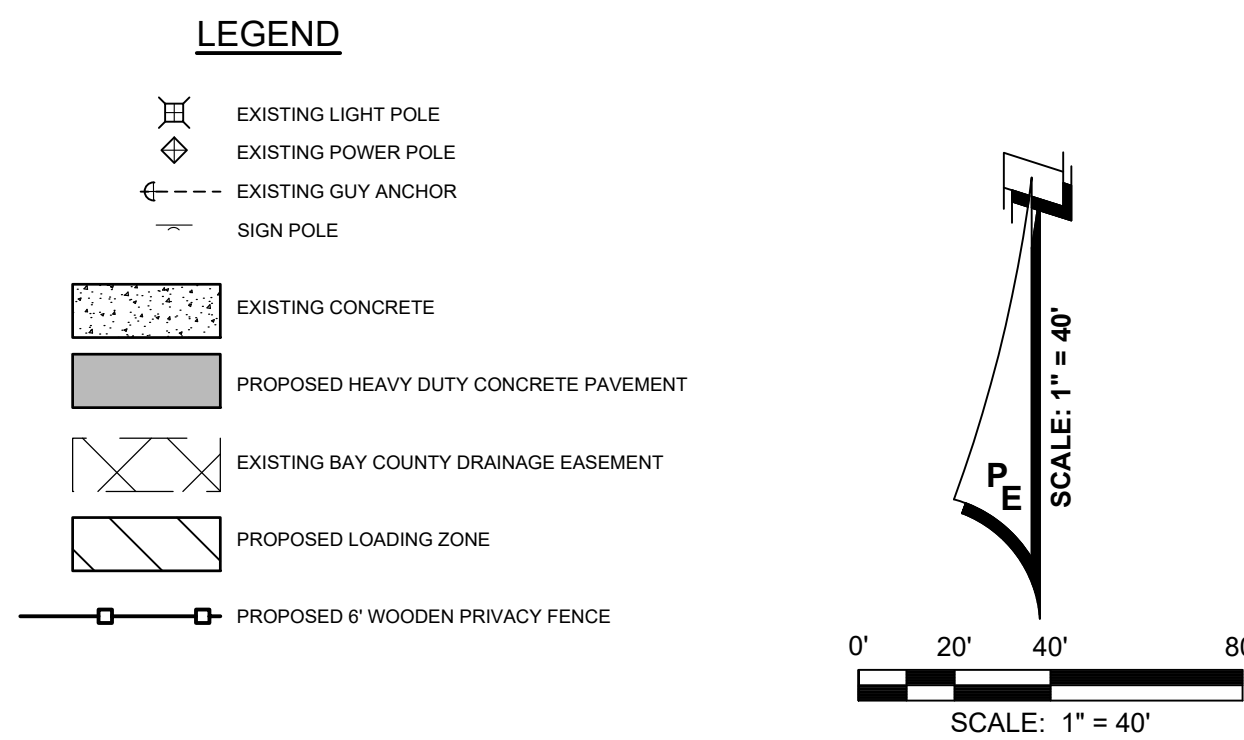 LEGEND
EXISTING LIGHT POLE
EXISTING POWER POLE
EXISTING GUY ANCHOR
SIGN POLE
EXISTING CONCRETE
PROPOSED HEAVY DUTY CONCRETE PAVEMENT
EXISTING BAY COUNTY DRAINAGE EASEMENT
PROPOSED LOADING ZONE
PROPOSED 6' WOODEN PRIVACY FENCE
N
PE
SCALE: 1" = 40'
0' 20' 40'
SCALE: 1" = 40'